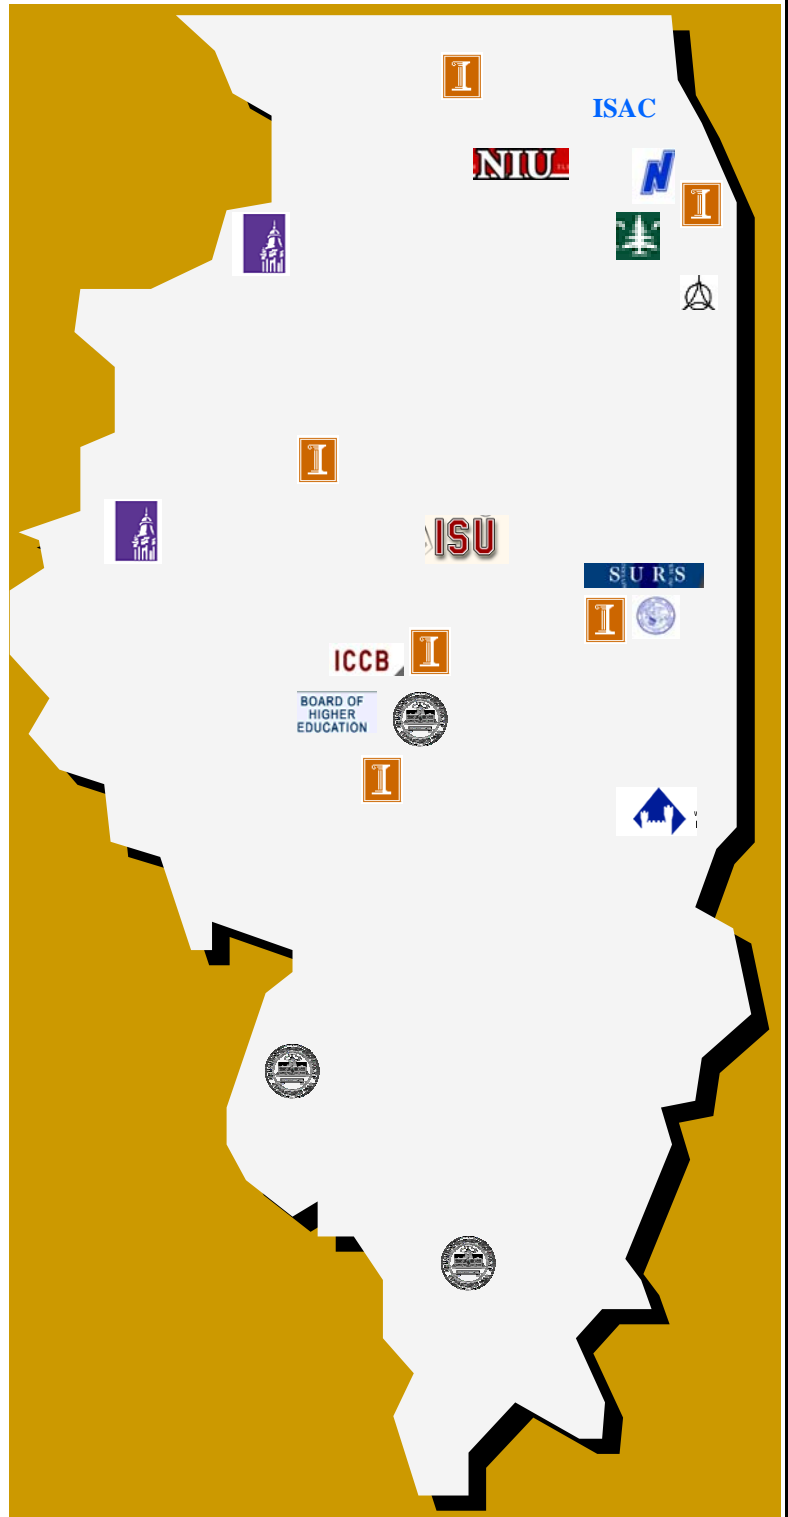 I
ISAC
NIU
N
I
I
ISU
SURS
I
ICCB
I
BOARD OF
HIGHER
EDUCATION
I